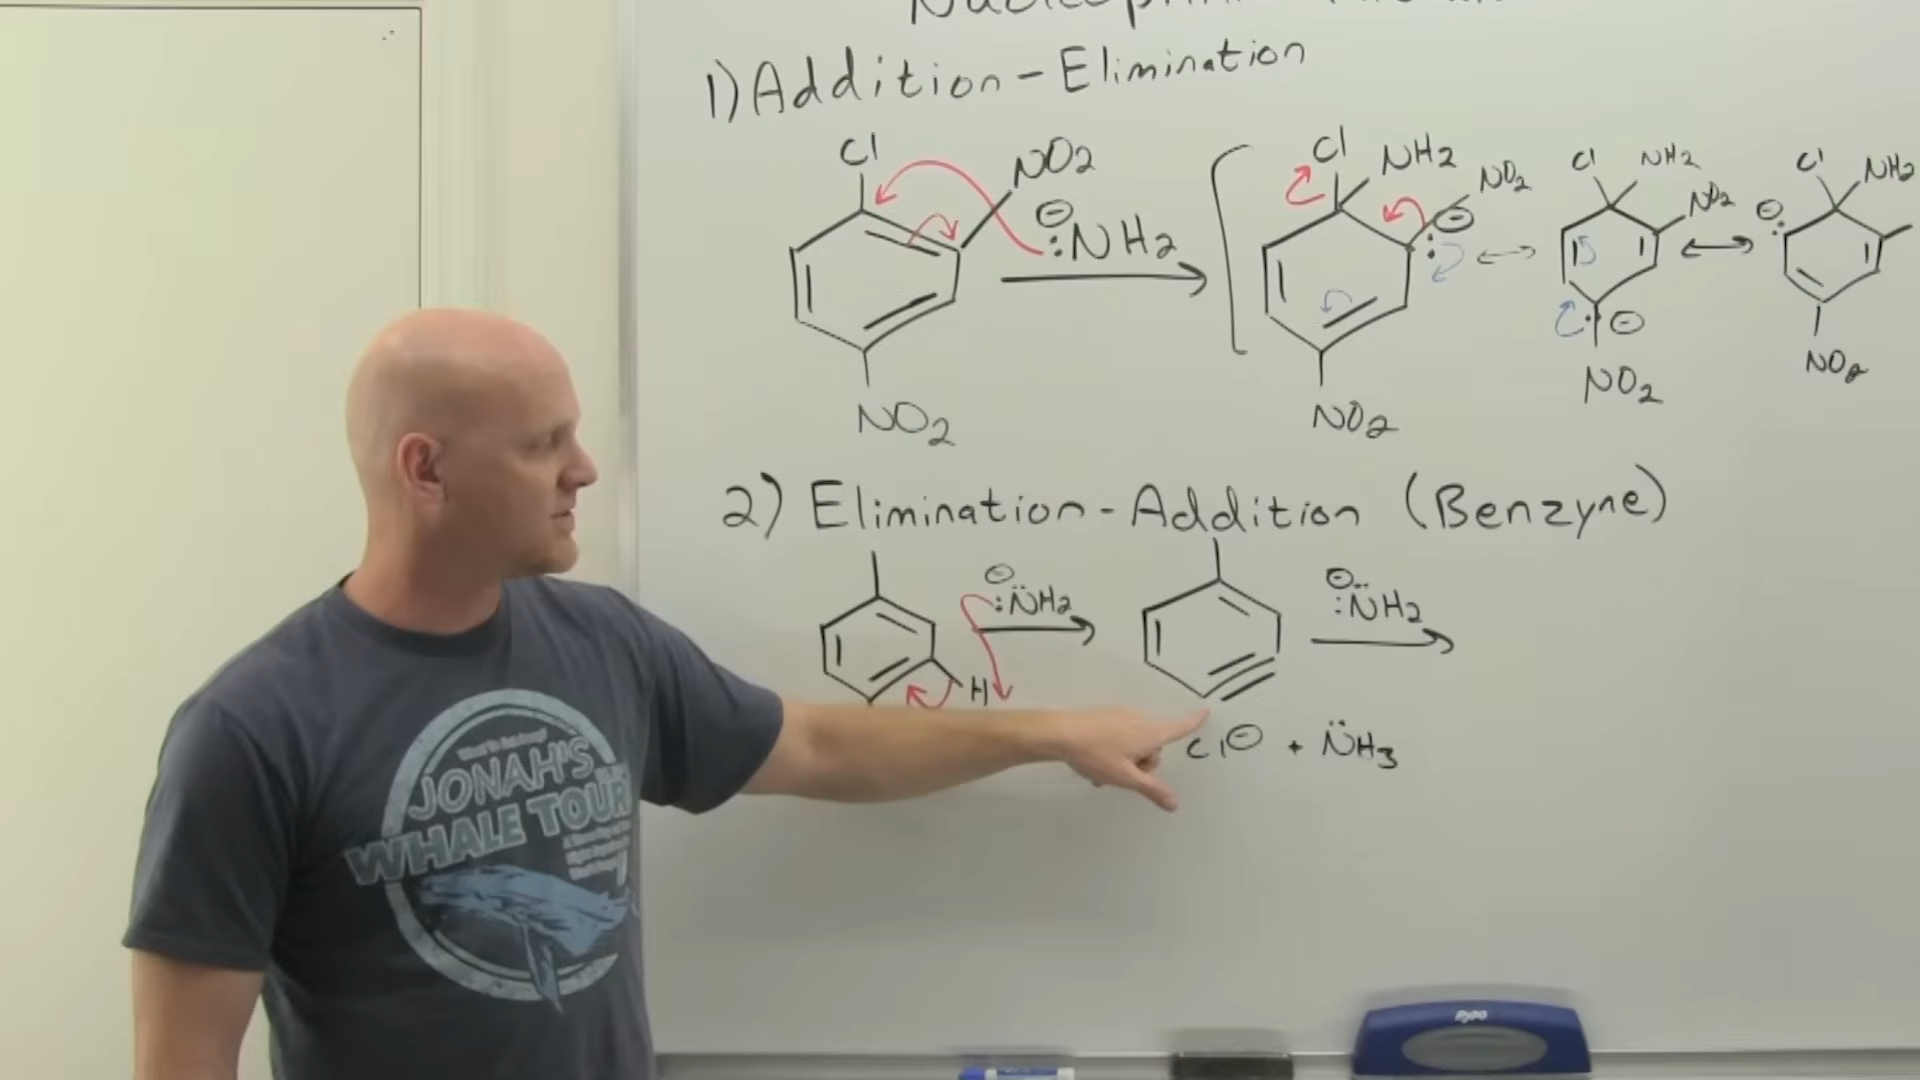 1) Addition - Elimination
Cl NO2
⊖
:NH2
NO2
Cl NH2 NO2
⊖
NO2
Cl NH2
NO2
⊖
NO2
Cl NH2
⊖
NO2
2) Elimination - Addition (Benzyne)
⊖
:NH2
H
⊖
:NH2
Cl⊖ + NH3
JONAH'S
WHALE TOUR
EXPO